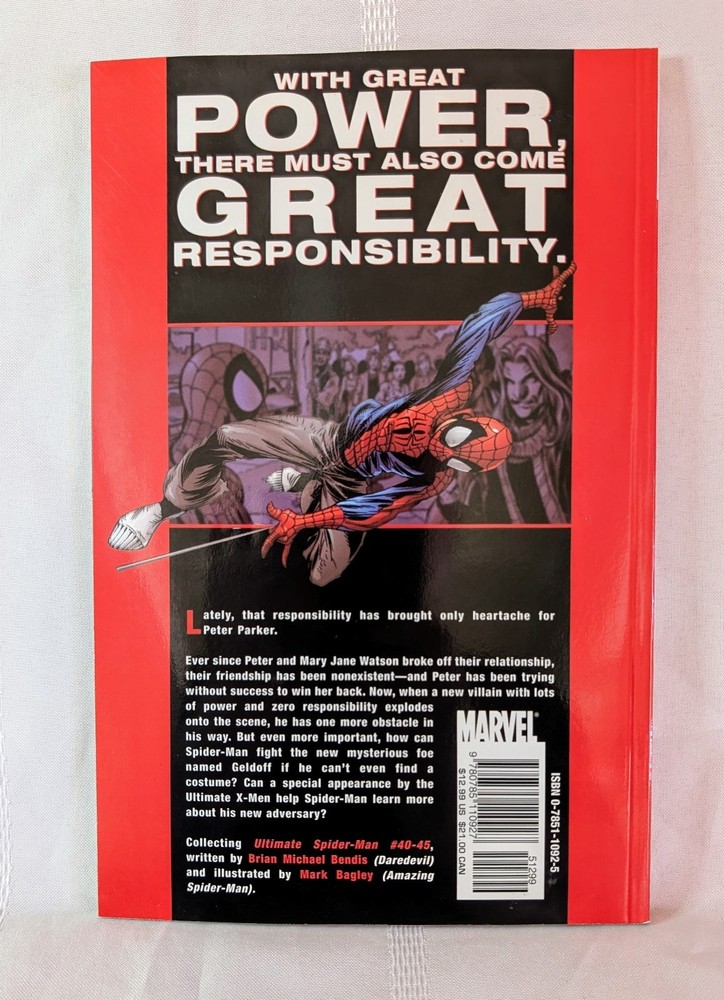 WITH GREAT
POWER,
THERE MUST ALSO COME
GREAT
RESPONSIBILITY.
Lately, that responsibility has brought only heartache for
Peter Parker.
Ever since Peter and Mary Jane Watson broke off their relationship,
their friendship has been nonexistent—and Peter has been trying
without success to win her back. Now, when a new villain with lots
of power and zero responsibility explodes
onto the scene, he has one more obstacle in
his way. But even more important, how can
Spider-Man fight the new mysterious foe
named Geldoff if he can't even find a
costume? Can a special appearance by the
Ultimate X-Men help Spider-Man learn more
about his new adversary?
Collecting Ultimate Spider-Man #40-45,
written by Brian Michael Bendis (Daredevil)
and illustrated by Mark Bagley (Amazing
Spider-Man).
MARVEL®
9 780785 110927
$12.99 US $21.00 CAN
51299
ISBN 0-7851-1092-5